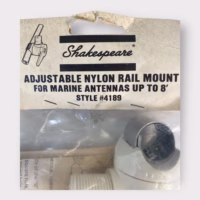 Shakespeare
ADJUSTABLE NYLON RAIL MOUNT
FOR MARINE ANTENNAS UP TO 8'
STYLE #4189